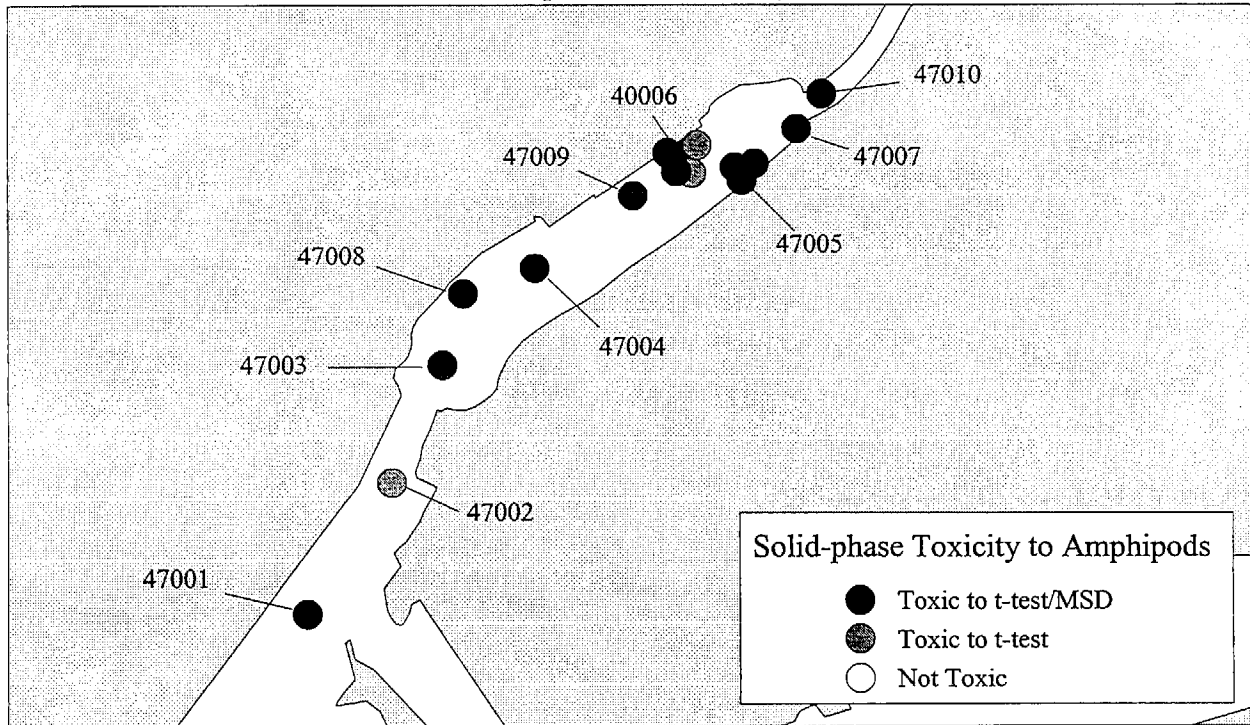 47010
40006
47009
47007
47005
47008
47004
47003
47002
47001
Solid-phase Toxicity to Amphipods
Toxic to t-test/MSD
Toxic to t-test
Not Toxic